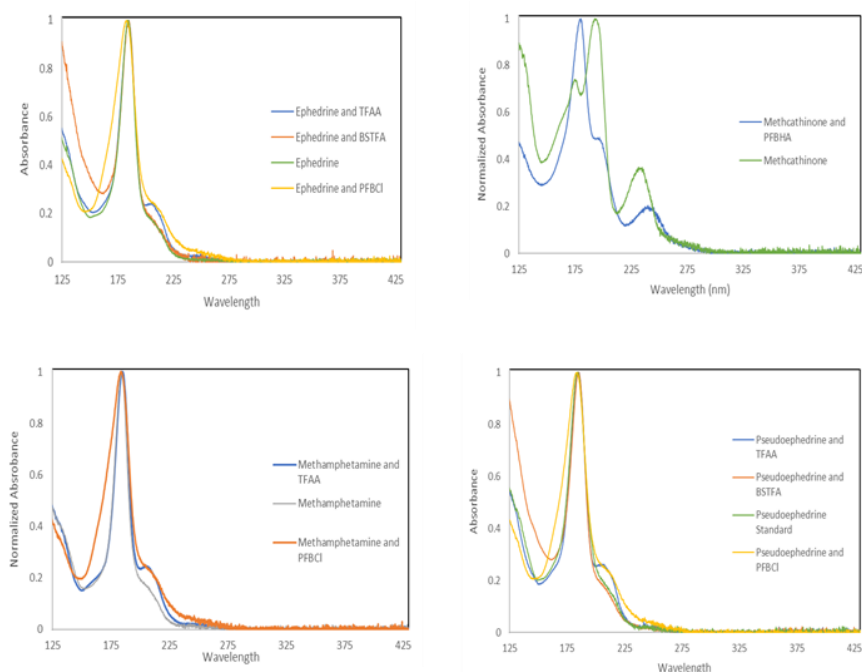 1
0.8
0.6
0.4
0.2
0
125
175
225
275
325
375
425
Absorbance
Wavelength
Ephedrine and TFAA
Ephedrine and BSTFA
Ephedrine
Ephedrine and PFBCl
1
0.8
0.6
0.4
0.2
0
125
175
225
275
325
375
425
Normalized Absorbance
Wavelength (nm)
Methcathinone and
PFBHA
Methcathinone
1
0.8
0.6
0.4
0.2
0
125
175
225
275
325
375
425
Normalized Absrobance
Wavelength
Methamphetamine and
TFAA
Methamphetamine
Methamphetamine and
PFBCl
1
0.8
0.6
0.4
0.2
0
125
175
225
275
325
375
425
Absorbance
Wavelength
Pseudoephedrine and
TFAA
Pseudoephedrine and
BSTFA
Pseudoephedrine
Standard
Pseudoephedrine and
PFBCl